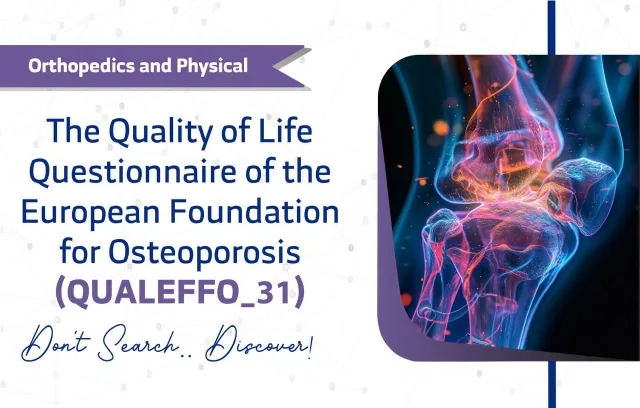 Orthopedics and Physical
The Quality of Life
Questionnaire of the
European Foundation
for Osteoporosis
(QUALEFFO_31)
Don't Search.. Discover!